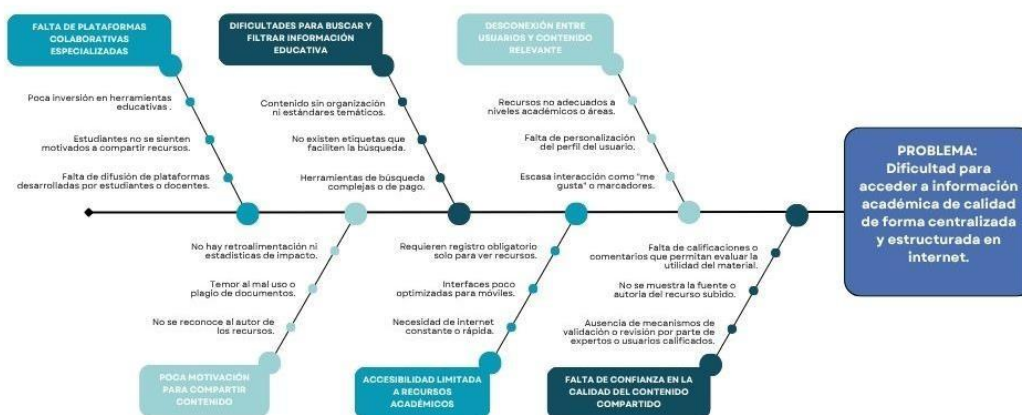 FALTA DE PLATAFORMAS
COLABORATIVAS
ESPECIALIZADAS
Poca inversión en herramientas
educativas .
Estudiantes no se sienten
motivados a compartir recursos.
Falta de difusión de plataformas
desarrolladas por estudiantes o docentes.
DIFICULTADES PARA BUSCAR Y
FILTRAR INFORMACIÓN
EDUCATIVA
Contenido sin organización
ni estándares temáticos.
No existen etiquetas que
faciliten la búsqueda.
Herramientas de búsqueda
complejas o de pago.
DESCONEXIÓN ENTRE
USUARIOS Y CONTENIDO
RELEVANTE
Recursos no adecuados a
niveles académicos o áreas.
Falta de personalización
del perfil del usuario.
Escasa interacción como "me
gusta" o marcadores.
PROBLEMA:
Dificultad para
acceder a información
académica de calidad
de forma centralizada
y estructurada en
internet.
No hay retroalimentación ni
estadísticas de impacto.
Temor al mal uso o
plagio de documentos.
No se reconoce al autor de
los recursos.
POCA MOTIVACIÓN
PARA COMPARTIR
CONTENIDO
Requieren registro obligatorio
solo para ver recursos.
Interfaces poco
optimizadas para móviles.
Necesidad de internet
constante o rápida.
ACCESIBILIDAD LIMITADA
A RECURSOS
ACADÉMICOS
Falta de calificaciones o
comentarios que permitan evaluar la
utilidad del material.
No se muestra la fuente o
autoría del recurso subido.
Ausencia de mecanismos de
validación o revisión por parte de
expertos o usuarios calificados.
FALTA DE CONFIANZA EN LA
CALIDAD DEL CONTENIDO
COMPARTIDO